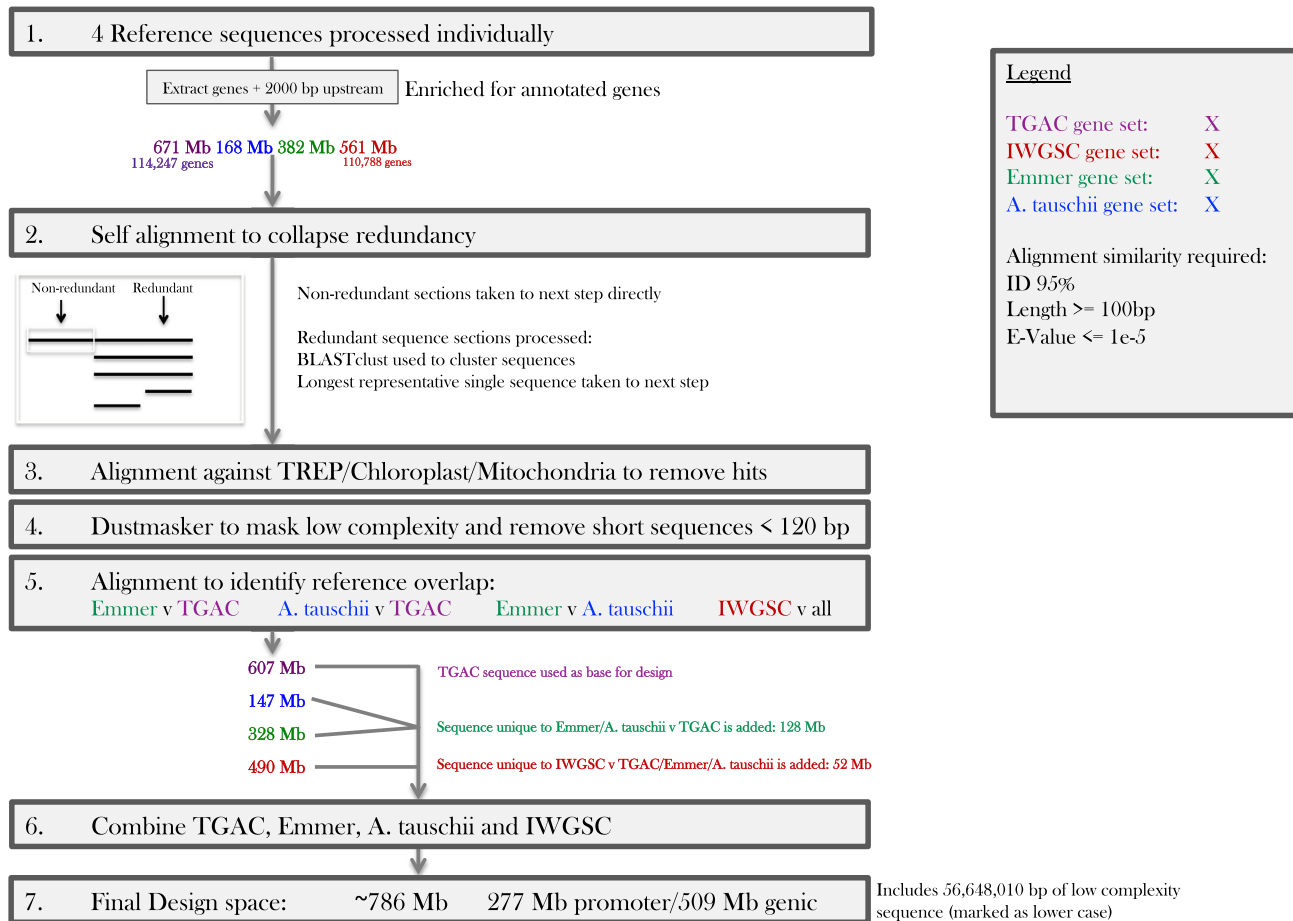 1. 4 Reference sequences processed individually
Extract genes + 2000 bp upstream
Enriched for annotated genes
671 Mb 168 Mb 382 Mb 561 Mb
114,247 genes
110,788 genes
2. Self alignment to collapse redundancy
Non-redundant Redundant
Non-redundant sections taken to next step directly
Redundant sequence sections processed:
BLASTclust used to cluster sequences
Longest representative single sequence taken to next step
3. Alignment against TREP/Chloroplast/Mitochondria to remove hits
4. Dustmasker to mask low complexity and remove short sequences < 120 bp
5. Alignment to identify reference overlap:
Emmer v TGAC A. tauschii v TGAC Emmer v A. tauschii IWGSC v all
607 Mb
TGAC sequence used as base for design
147 Mb
Sequence unique to Emmer/A. tauschii v TGAC is added: 128 Mb
328 Mb
490 Mb
Sequence unique to IWGSC v TGAC/Emmer/A. tauschii is added: 52 Mb
6. Combine TGAC, Emmer, A. tauschii and IWGSC
7. Final Design space: ~786 Mb 277 Mb promoter/509 Mb genic
Includes 56,648,010 bp of low complexity
sequence (marked as lower case)
Legend
TGAC gene set: X
IWGSC gene set: X
Emmer gene set: X
A. tauschii gene set: X
Alignment similarity required:
ID 95%
Length >= 100bp
E-Value <= 1e-5